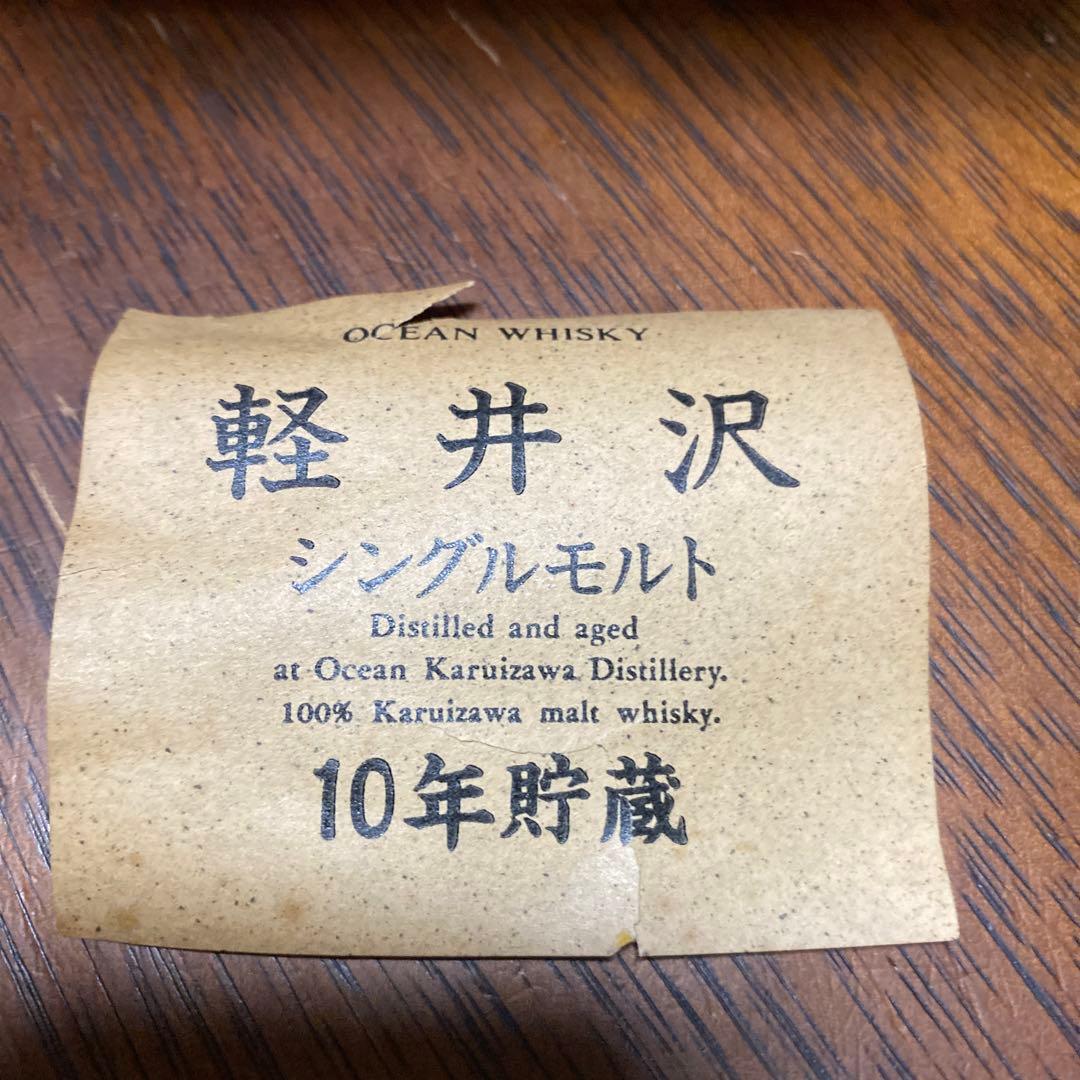 OCEAN WHISKY
軽井沢
シングルモルト
Distilled and aged
at Ocean Karuizawa Distillery.
100% Karuizawa malt whisky.
10年貯蔵